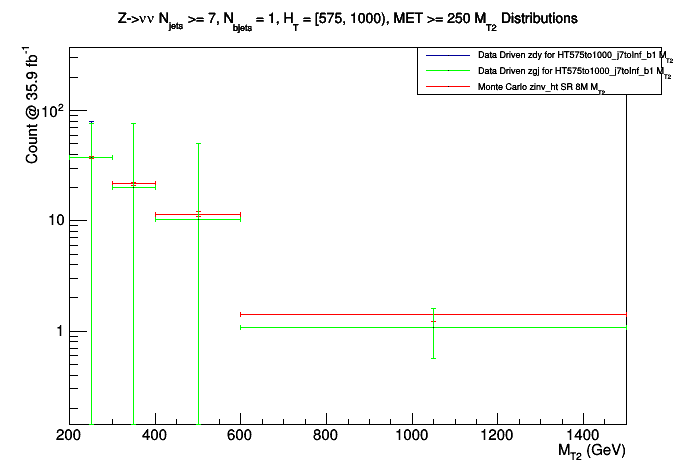 Z->νν N_jets >= 7, N_bjets = 1, H_T = [575, 1000), MET >= 250 M_T2 Distributions
Data Driven zdy for HT575to1000_j7toInf_b1 M_T2
Data Driven zgj for HT575to1000_j7toInf_b1 M_T2
Monte Carlo zinv_ht SR 8M M_T2
Count @ 35.9 fb^-1
10^2
10
1
200 400 600 800 1000 1200 1400
M_T2 (GeV)